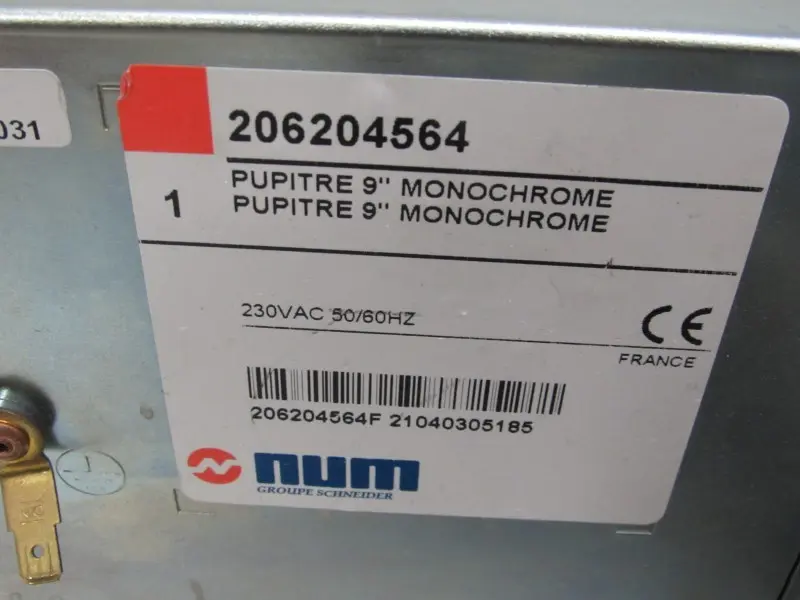 031
206204564
1
PUPITRE 9" MONOCHROME
PUPITRE 9" MONOCHROME
230VAC 50/60HZ
CE
FRANCE
206204564F 21040305185
num
GROUPE SCHNEIDER